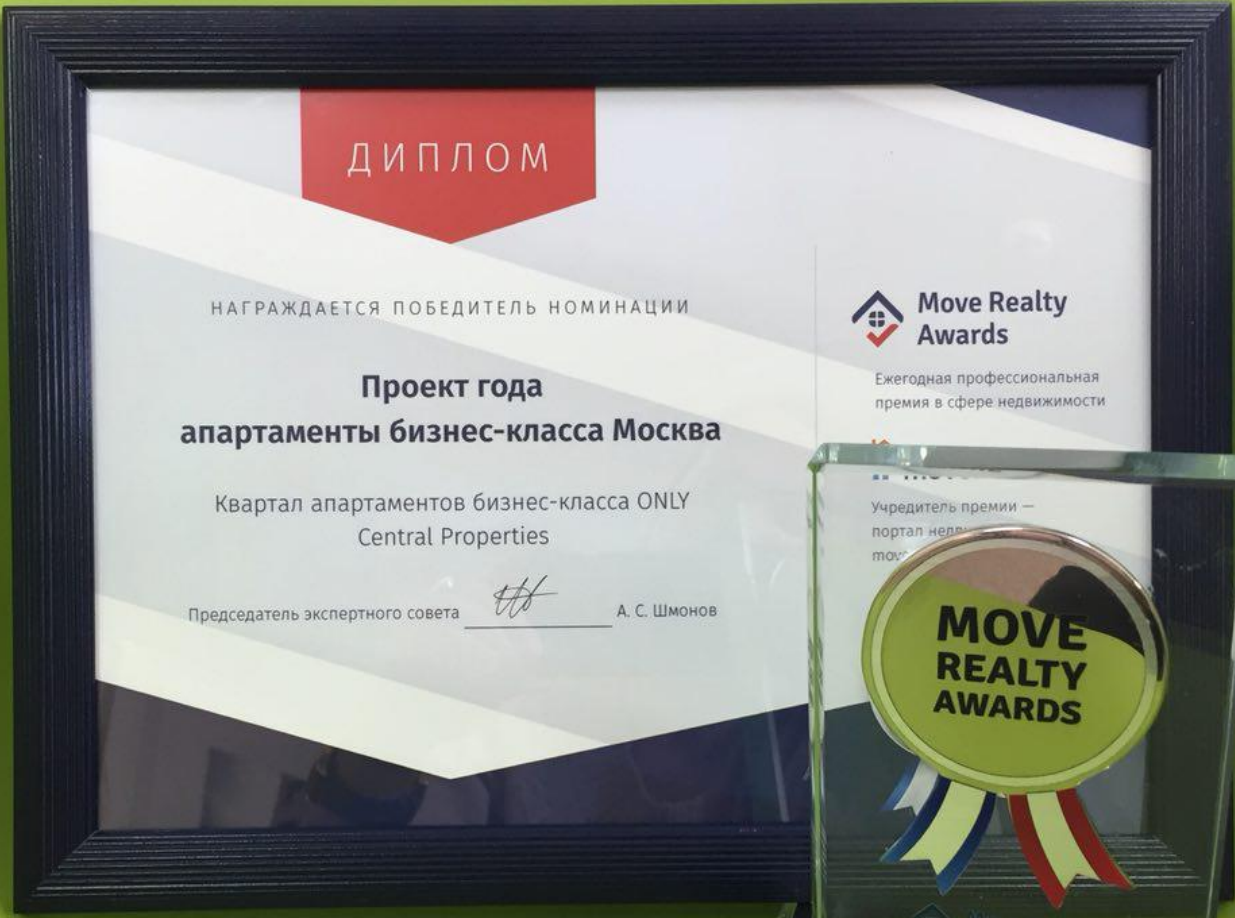 ДИПЛОМ
НАГРАЖДАЕТСЯ ПОБЕДИТЕЛЬ НОМИНАЦИИ
Проект года
апартаменты бизнес-класса Москва
Квартал апартаментов бизнес-класса ONLY
Central Properties
Председатель экспертного совета
А. С. Шмонов
Move Realty
Awards
Ежегодная профессиональная
премия в сфере недвижимости
Учредитель премии —
портал
MOVE
REALTY
AWARDS